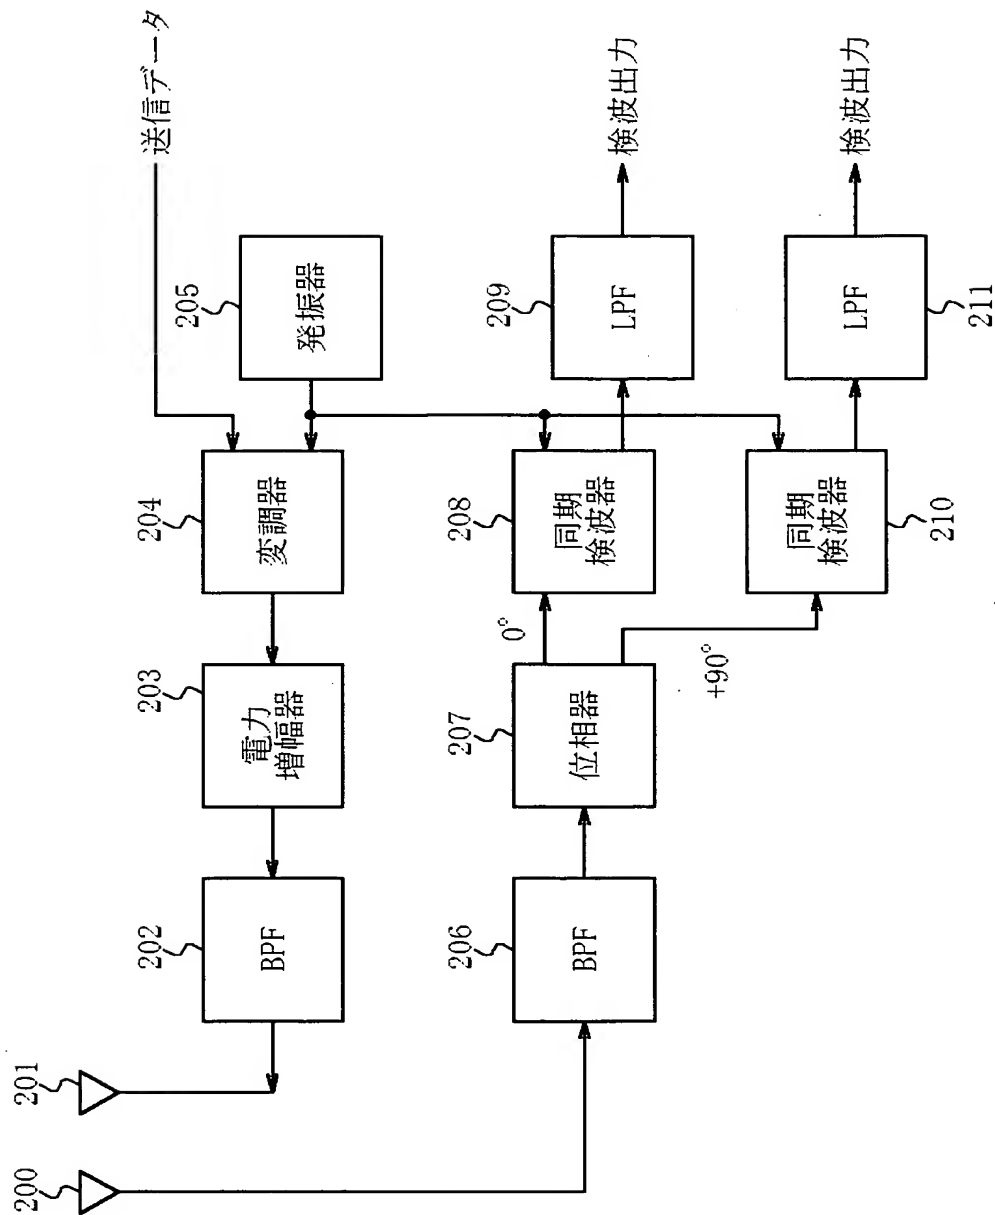 200
201
202
BPF
203
電力
増幅器
204
変調器
205
発振器
送信データ
206
BPF
207
位相器
0°
+90°
208
同期
検波器
209
LPF
検波出力
210
同期
検波器
211
LPF
検波出力